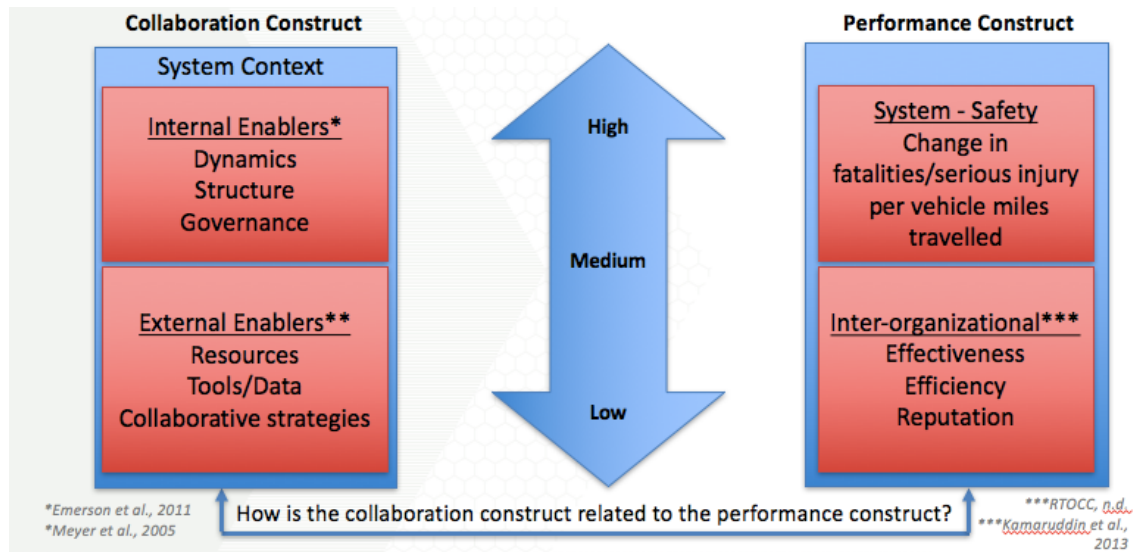 Collaboration Construct
System Context
Internal Enablers*
Dynamics
Structure
Governance
External Enablers**
Resources
Tools/Data
Collaborative strategies
*Emerson et al., 2011
*Meyer et al., 2005
High
Medium
Low
How is the collaboration construct related to the performance construct?
Performance Construct
System - Safety
Change in
fatalities/serious injury
per vehicle miles
travelled
Inter-organizational***
Effectiveness
Efficiency
Reputation
***RTOCC, n.d.
***Kamaruddin et al.,
2013